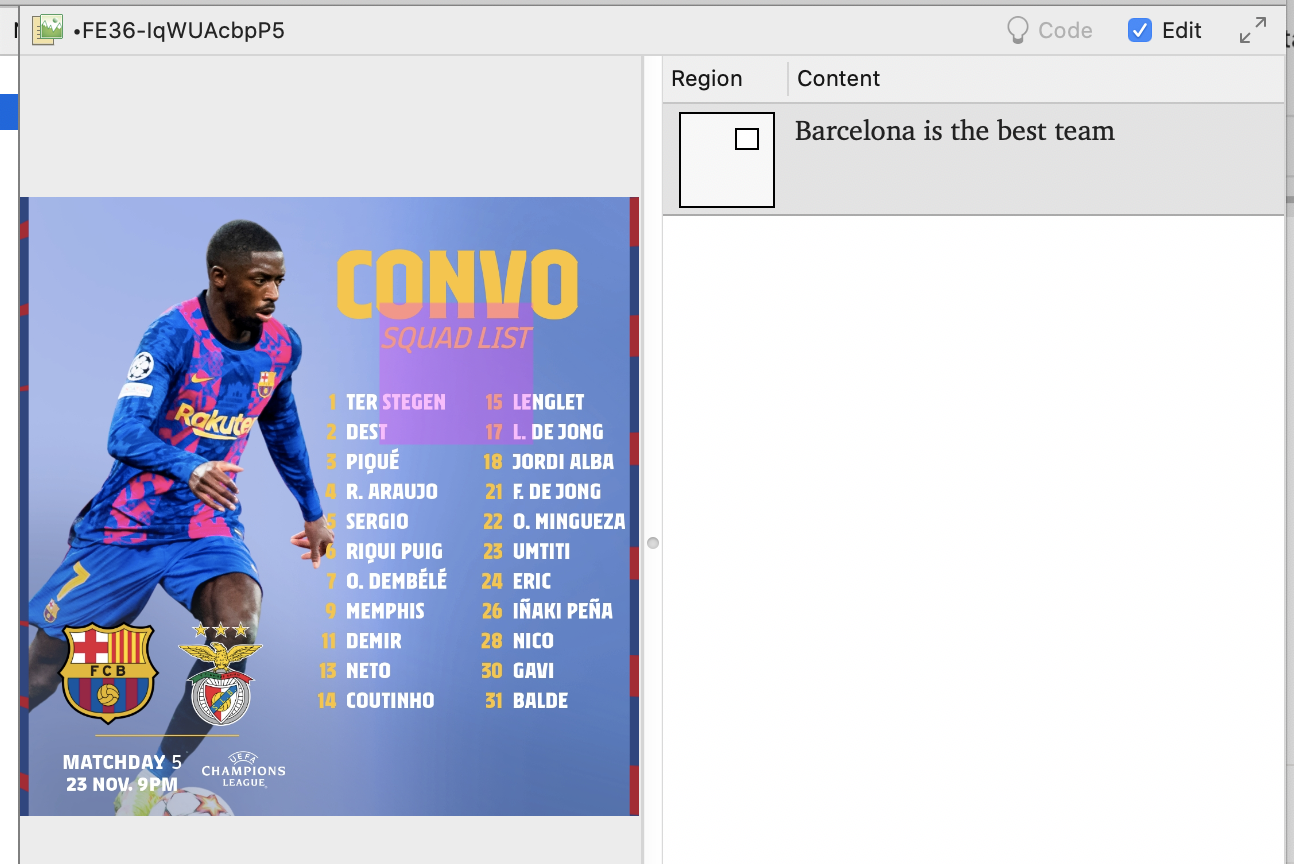 •FE36-IqWUAcbpP5
Code
Edit
Region
Content
Barcelona is the best team
CONVO
SQUAD LIST
1 TER STEGEN
2 DEST
3 PIQUÉ
4 R. ARAUJO
5 SERGIO
6 RIQUI PUIG
7 O. DEMBÉLÉ
9 MEMPHIS
11 DEMIR
13 NETO
14 COUTINHO
15 LENGLET
17 L. DE JONG
18 JORDI ALBA
21 F. DE JONG
22 O. MINGUEZA
23 UMTITI
24 ERIC
26 IÑAKI PEÑA
28 NICO
30 GAVI
31 BALDE
Rakuten
7
FCB
MATCHDAY 5
23 NOV. 9PM
UEFA
CHAMPIONS
LEAGUE